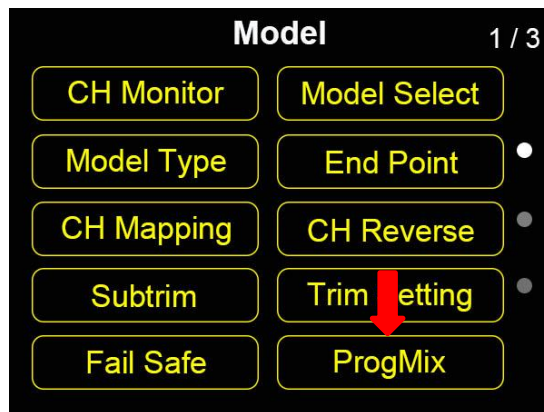 Model
1 / 3
CH Monitor
Model Select
Model Type
End Point
CH Mapping
CH Reverse
Subtrim
Trim etting
Fail Safe
ProgMix